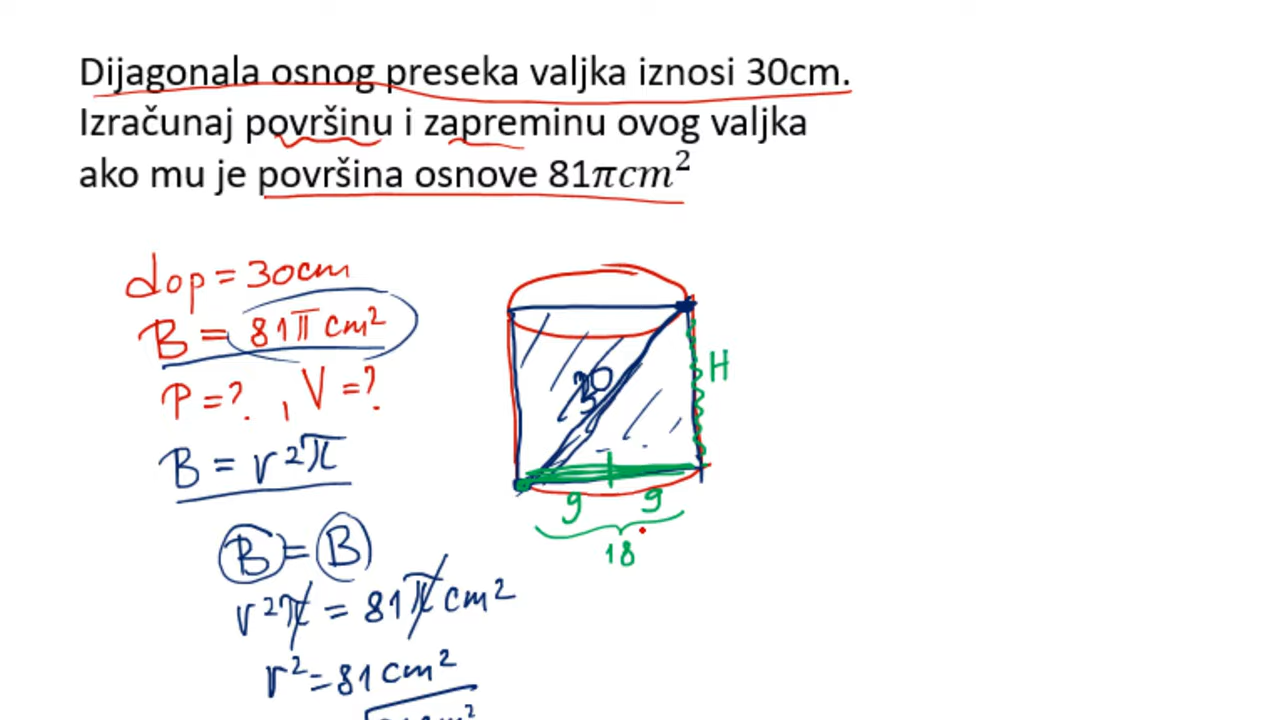 Dijagonala osnog preseka valjka iznosi 30cm.
Izračunaj površinu i zapreminu ovog valjka
ako mu je površina osnove 81πcm²
dop = 30cm
B = 81π cm²
P = ?, V = ?
B = r²π
B = B
r²π = 81π cm²
r² = 81 cm²
30
H
9 9
18